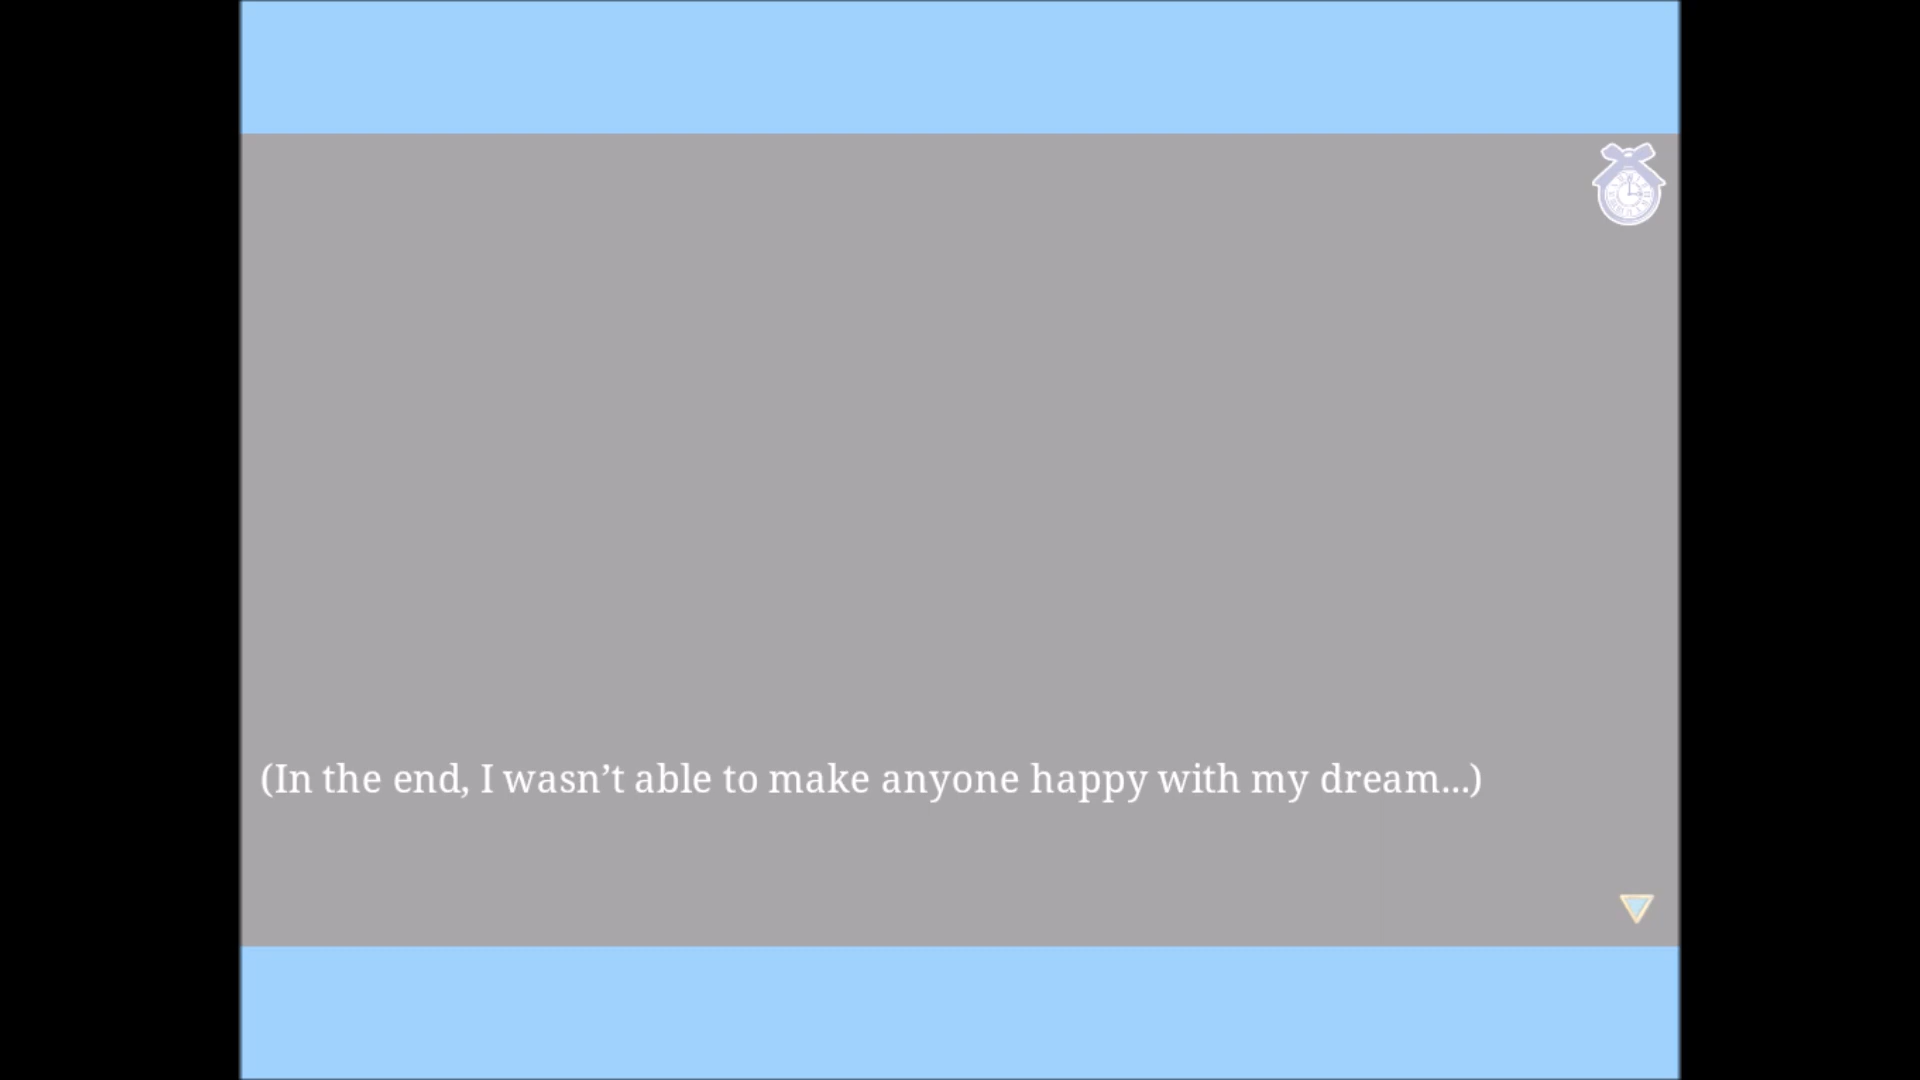 (In the end, I wasn’t able to make anyone happy with my dream...)